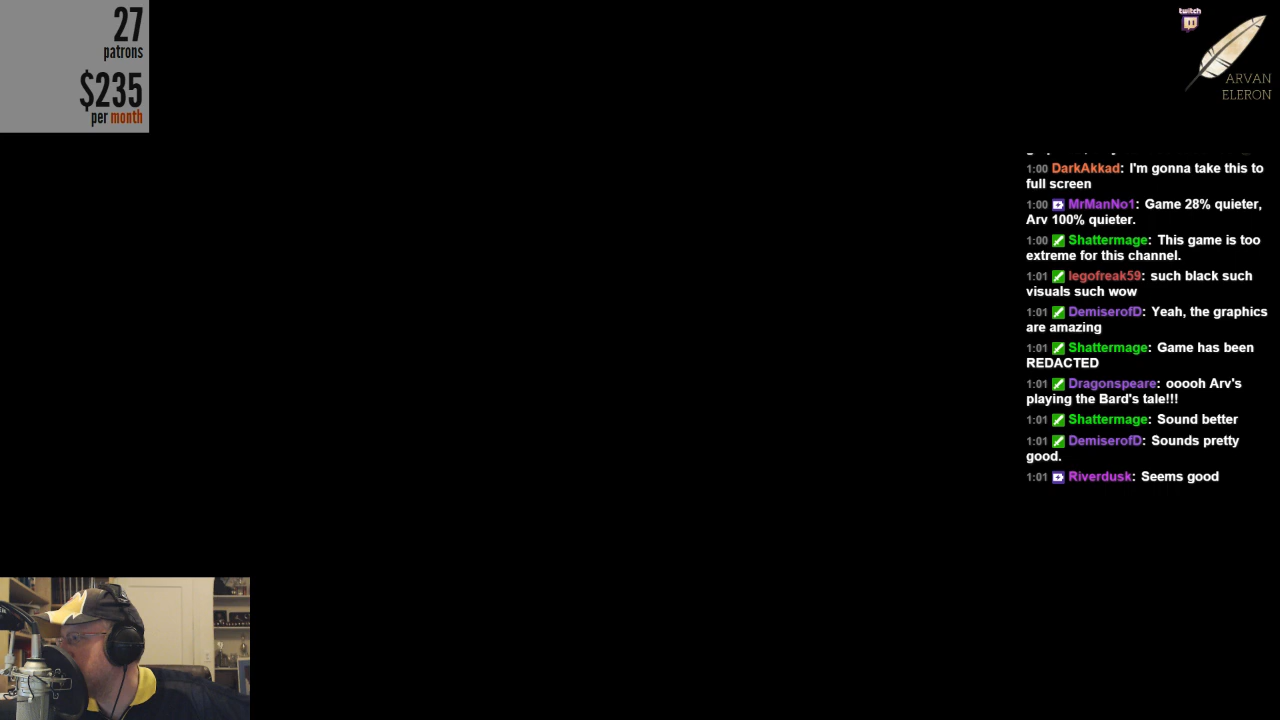 27
patrons
$235
per month
twitch
ARVAN
ELERON
1:00 DarkAkkad: I'm gonna take this to
full screen
1:00 MrManNo1: Game 28% quieter,
Arv 100% quieter.
1:00 Shattermage: This game is too
extreme for this channel.
1:01 legofreak59: such black such
visuals such wow
1:01 DemiserofD: Yeah, the graphics
are amazing
1:01 Shattermage: Game has been
REDACTED
1:01 Dragonspeare: ooooh Arv's
playing the Bard's tale!!!
1:01 Shattermage: Sound better
1:01 DemiserofD: Sounds pretty
good.
1:01 Riverdusk: Seems good